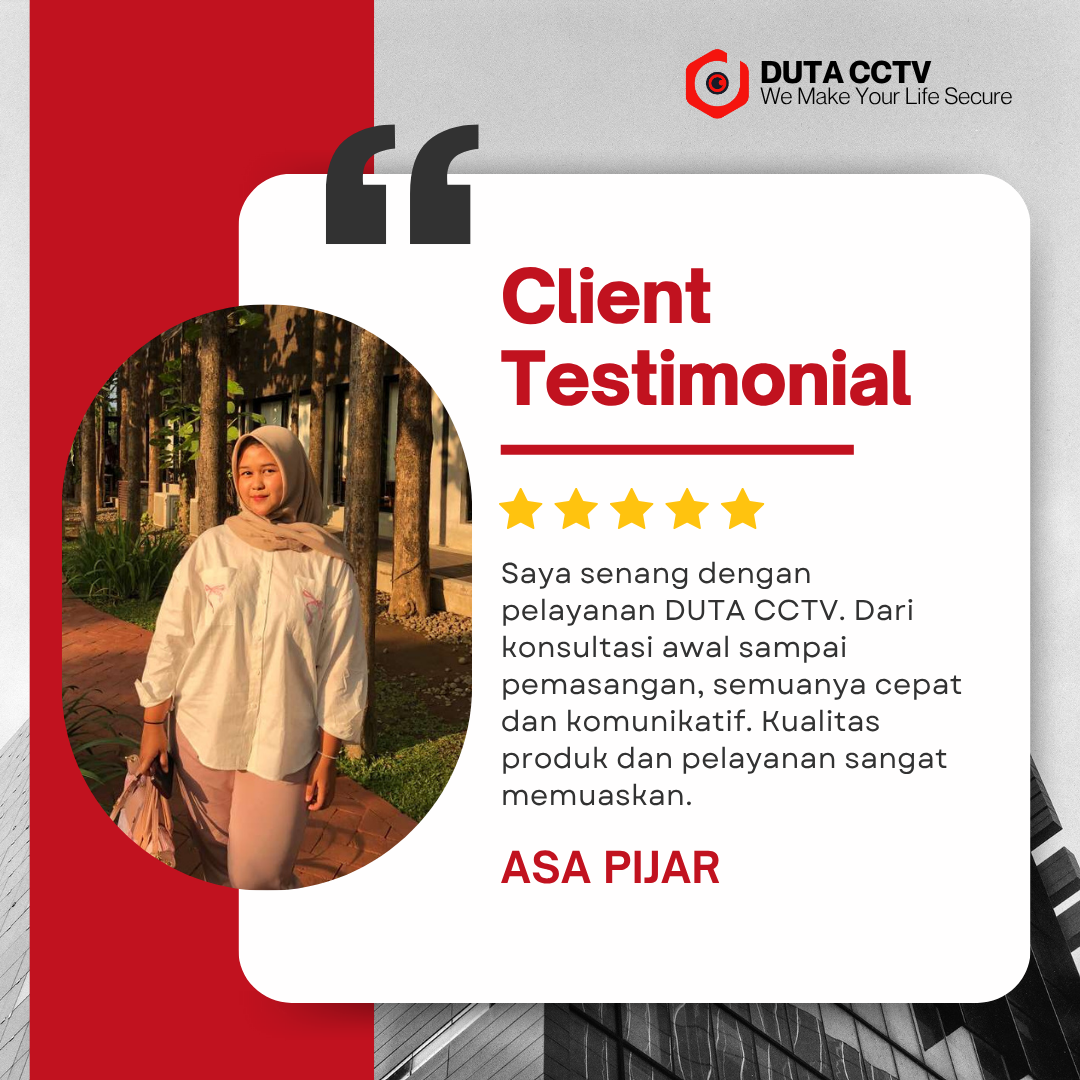 DUTA CCTV
We Make Your Life Secure
Client
Testimonial
Saya senang dengan
pelayanan DUTA CCTV. Dari
konsultasi awal sampai
pemasangan, semuanya cepat
dan komunikatif. Kualitas
produk dan pelayanan sangat
memuaskan.
ASA PIJAR